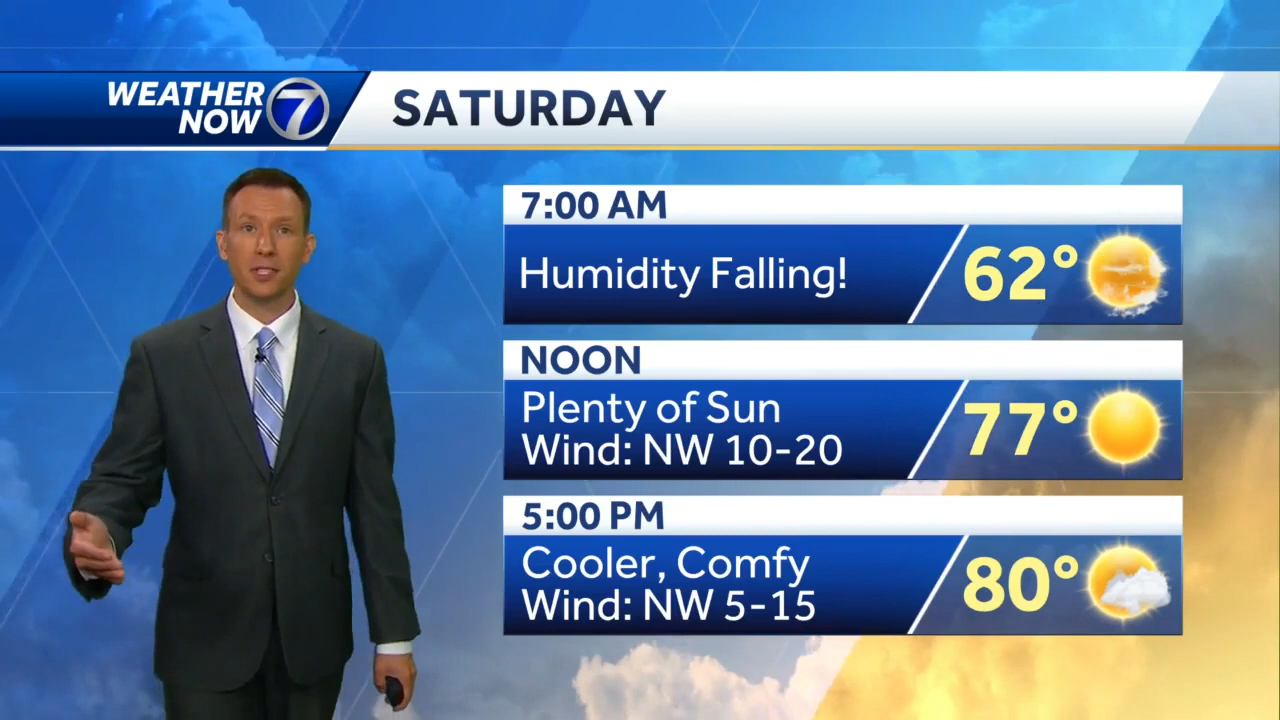 WEATHER
NOW 7
SATURDAY
7:00 AM
Humidity Falling!
62°
NOON
Plenty of Sun
Wind: NW 10-20
77°
5:00 PM
Cooler, Comfy
Wind: NW 5-15
80°